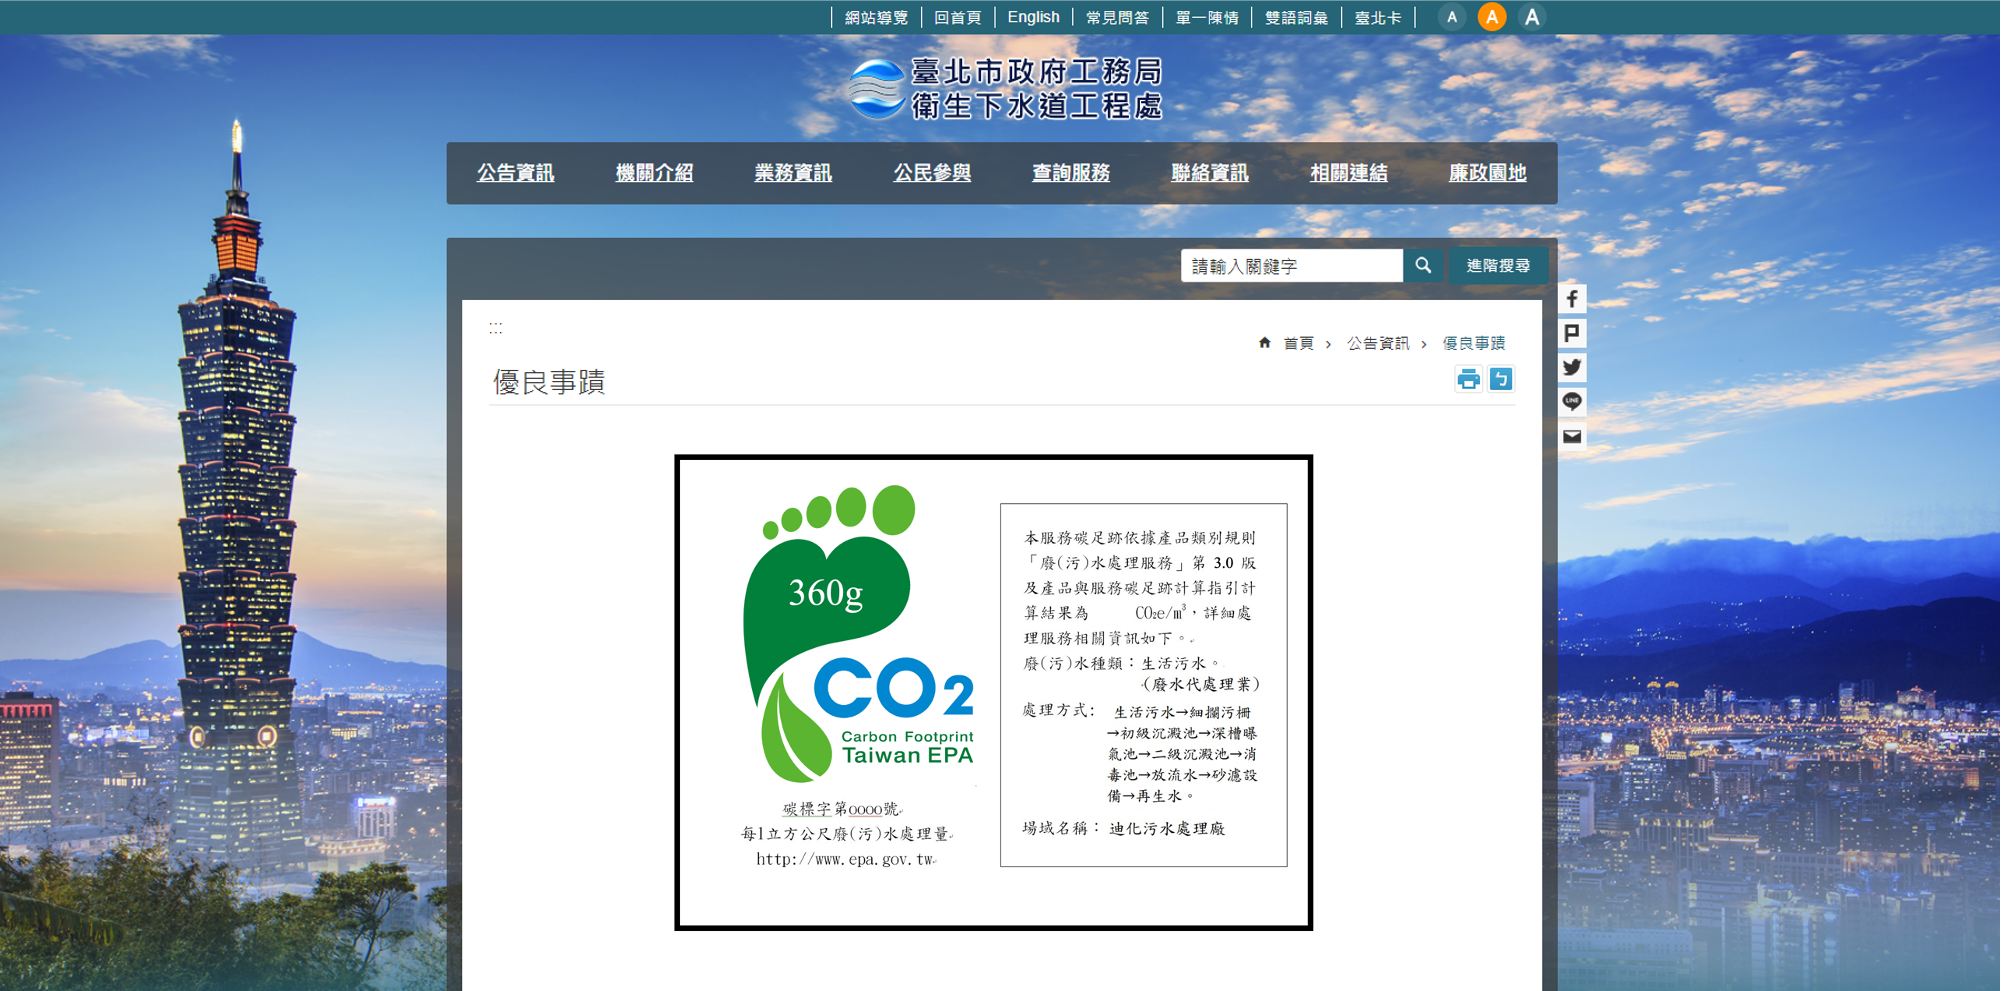 網站導覽 回首頁 English 常見問答 單一陳情 雙語詞彙 臺北卡 A A A
臺北市政府工務局
衛生下水道工程處
公告資訊 機關介紹 業務資訊 公民參與 查詢服務 聯絡資訊 相關連結 廉政園地
請輸入關鍵字 進階搜尋
:::
首頁 › 公告資訊 › 優良事蹟
優良事蹟
LINE
360g
CO2
Carbon Footprint
Taiwan EPA
碳標字第0000號
每1立方公尺廢(污)水處理量
http://www.epa.gov.tw
本服務碳足跡依據產品類別規則
「廢(污)水處理服務」第 3.0 版
及產品與服務碳足跡計算指引計
算結果為 CO2e/m³，詳細處
理服務相關資訊如下。
廢(污)水種類：生活污水。
(廢水代處理業)
處理方式： 生活污水→細攔污柵
→初級沉澱池→深槽曝
氣池→二級沉澱池→消
毒池→放流水→砂濾設
備→再生水。
場域名稱：迪化污水處理廠